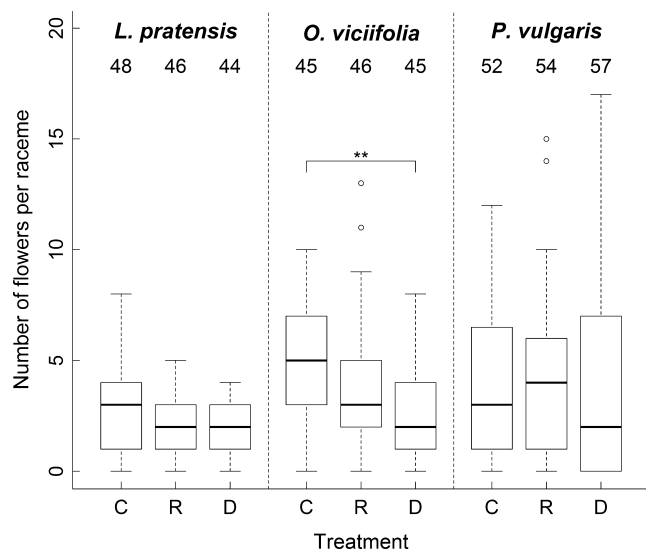 L. pratensis O. viciifolia P. vulgaris
48 46 44 45 46 45 52 54 57
**
20
15
10
5
0
Number of flowers per raceme
C R D C R D C R D
Treatment